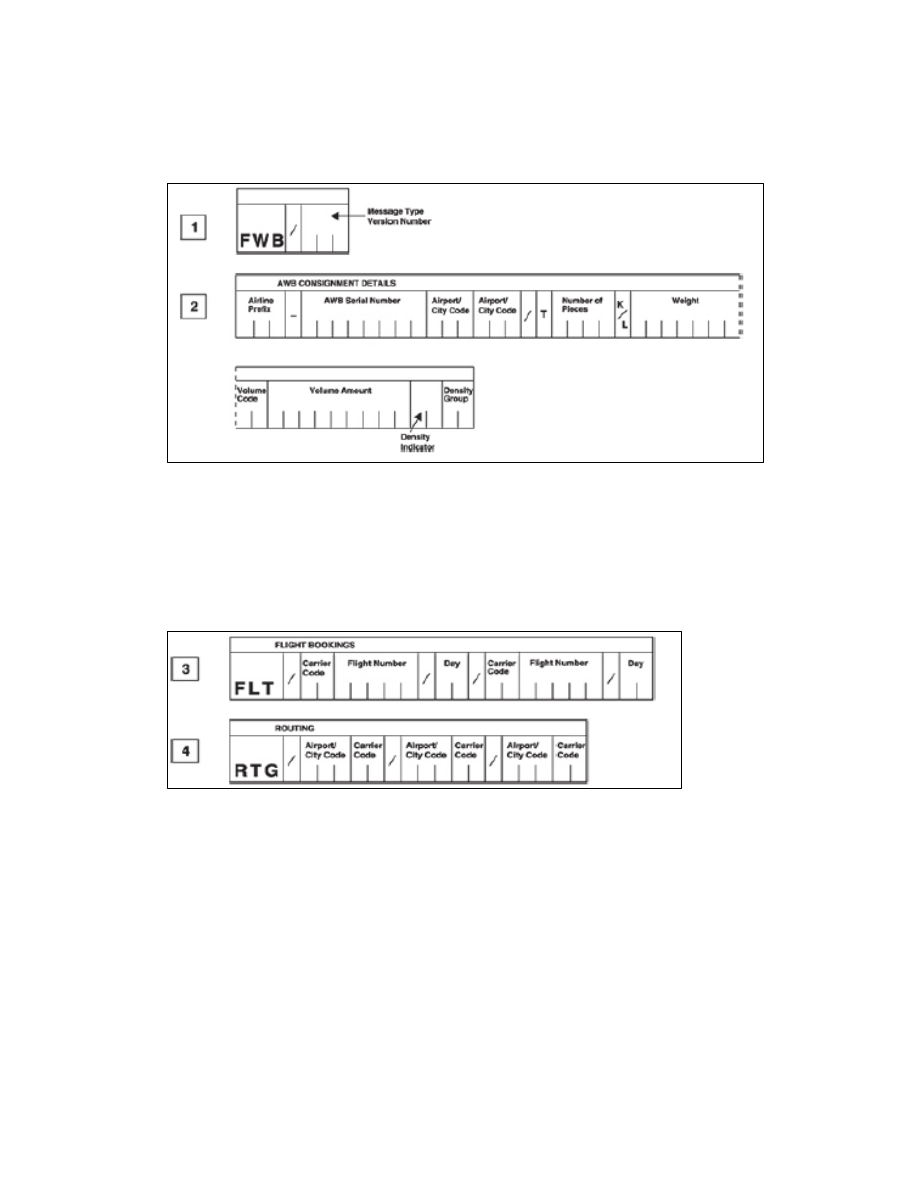 1
FWB /
Message Type
Version Number
2
AWB CONSIGNMENT DETAILS
Airline Prefix – AWB Serial Number Airport/ City Code Airport/ City Code / T Number of Pieces K / L Weight
Volume Code Volume Amount Density Group
Density
Indicator
3
FLIGHT BOOKINGS
FLT / Carrier Code Flight Number / Day / Carrier Code Flight Number / Day
4
ROUTING
RTG / Airport/ City Code Carrier Code / Airport/ City Code Carrier Code / Airport/ City Code Carrier Code